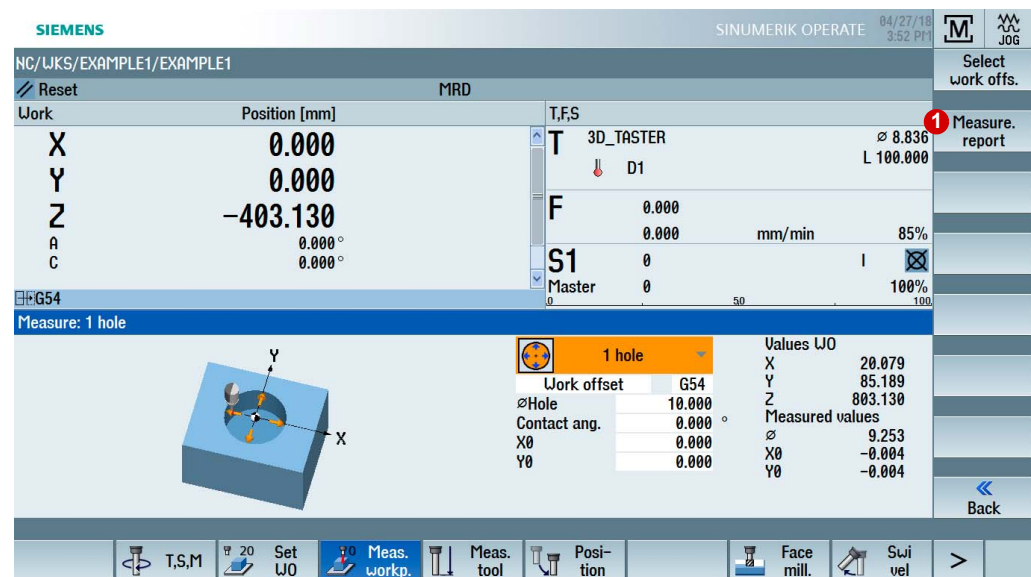 SIEMENS
SINUMERIK OPERATE
04/27/18
3:52 PM
M
JOG
NC/WKS/EXAMPLE1/EXAMPLE1
Select
work offs.
Reset
MRD
Work
Position [mm]
T,F,S
X 0.000
Y 0.000
Z -403.130
A 0.000 °
C 0.000 °
G54
T 3D_TASTER ⌀ 8.836
D1 L 100.000
F 0.000
0.000 mm/min 85%
S1 0 I
Master 0 100%
0 50 100
1
Measure.
report
Measure: 1 hole
Y
X
1 hole
Work offset G54
⌀Hole 10.000
Contact ang. 0.000 °
X0 0.000
Y0 0.000
Values WO
X 20.079
Y 85.189
Z 803.130
Measured values
⌀ 9.253
X0 -0.004
Y0 -0.004
«
Back
T,S,M
20 Set
WO
Meas.
workp.
Meas.
tool
Posi-
tion
Face
mill.
Swi
vel
>